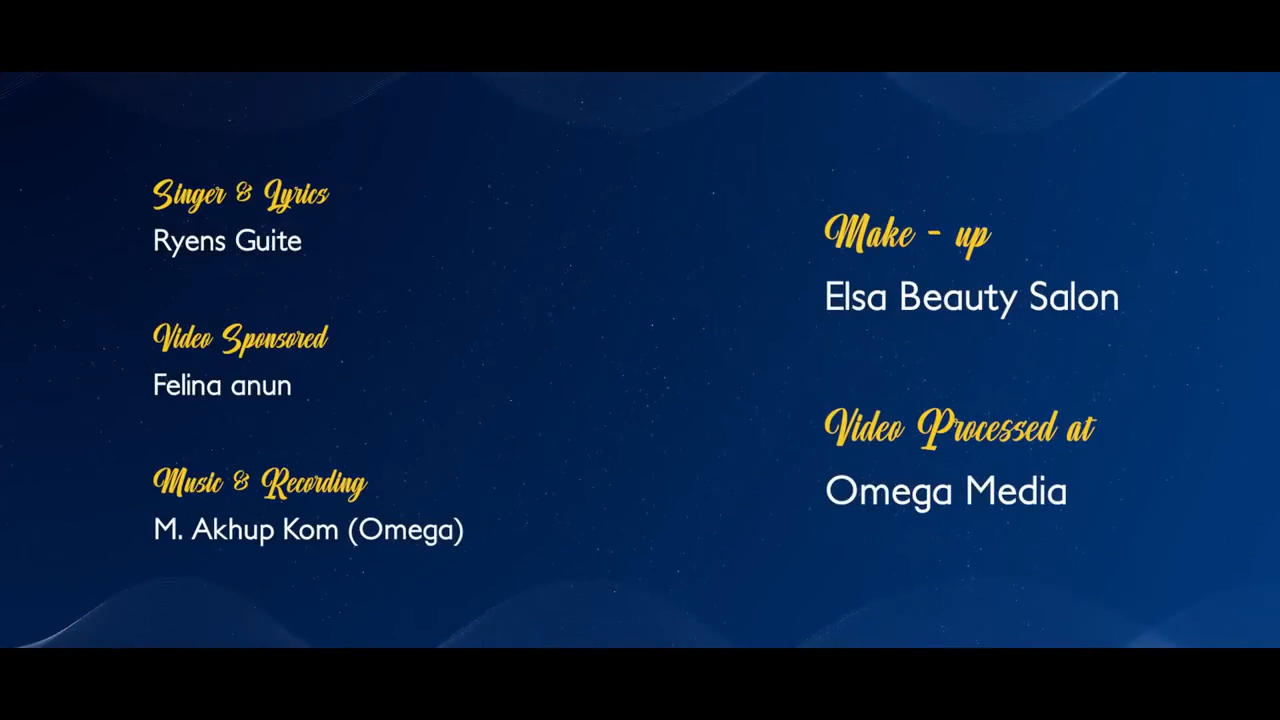 Singer & Lyrics
Ryens Guite
Video Sponsored
Felina anun
Music & Recording
M. Akhup Kom (Omega)
Make - up
Elsa Beauty Salon
Video Processed at
Omega Media